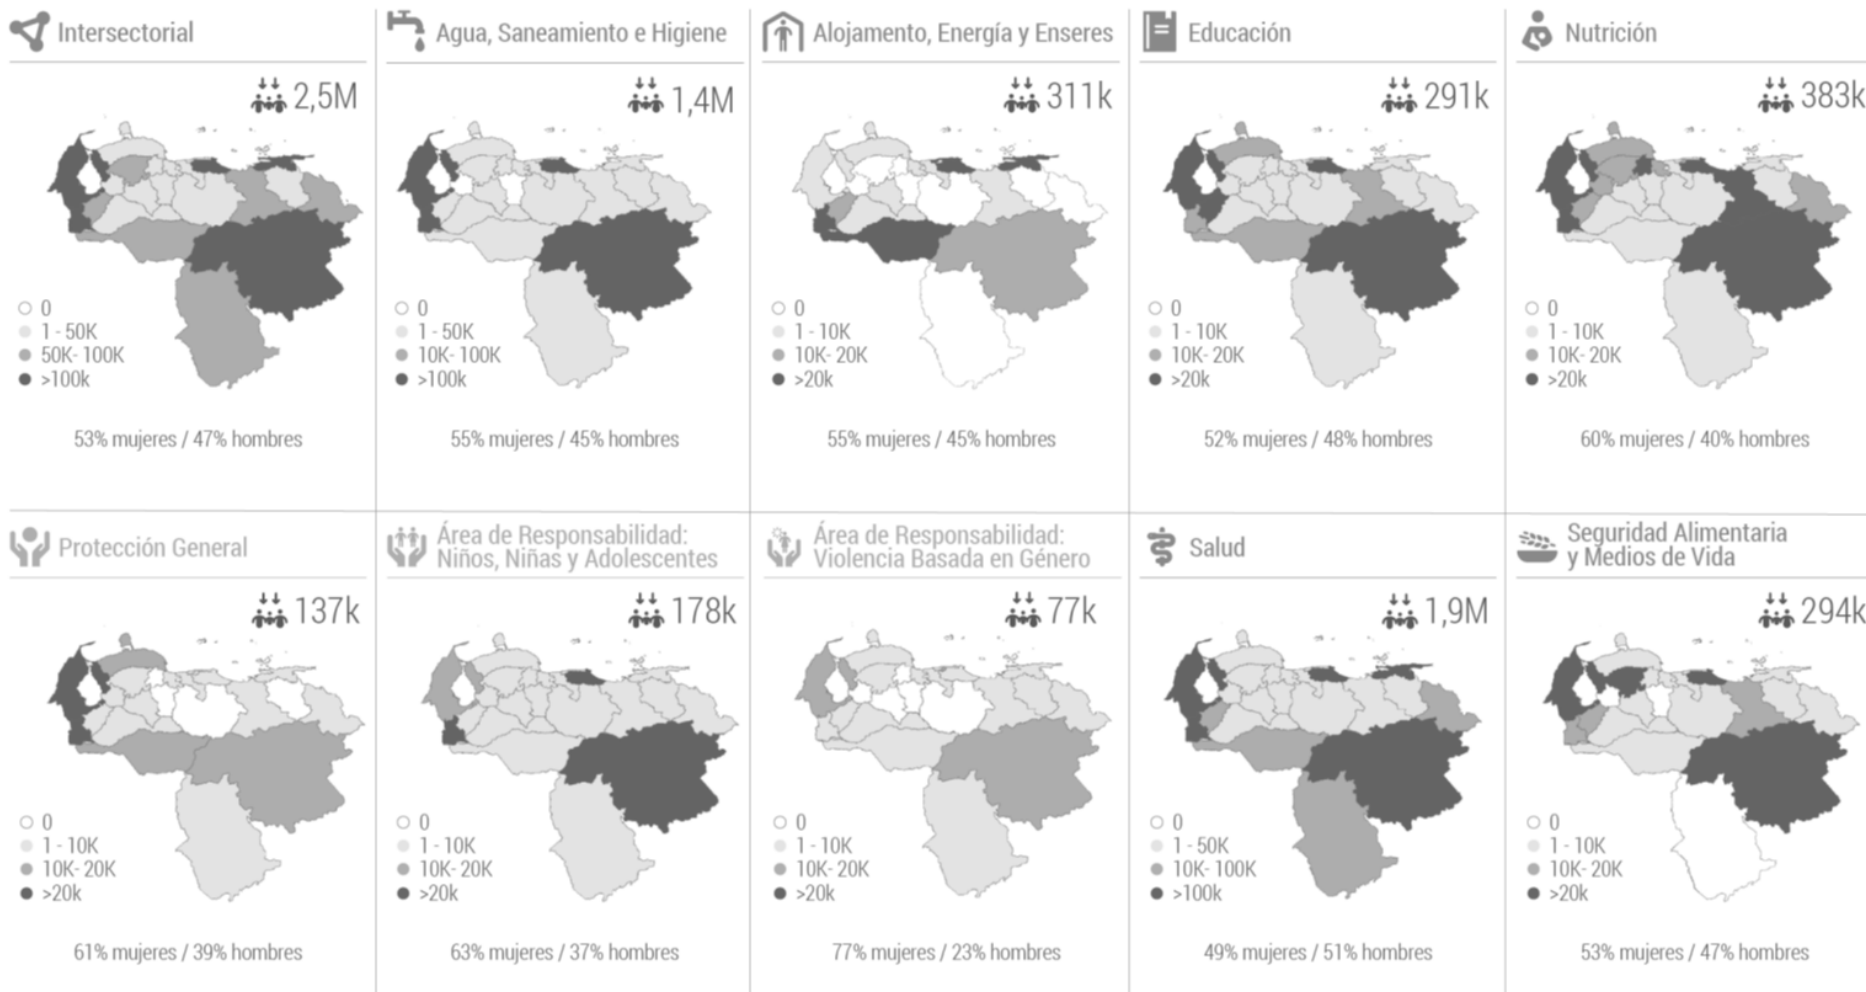 Intersectorial
2,5M
0
1 - 50K
50K- 100K
>100k
53% mujeres / 47% hombres
Agua, Saneamiento e Higiene
1,4M
0
1 - 50K
10K- 100K
>100k
55% mujeres / 45% hombres
Alojamento, Energía y Enseres
311k
0
1 - 10K
10K- 20K
>20k
55% mujeres / 45% hombres
Educación
291k
0
1 - 10K
10K- 20K
>20k
52% mujeres / 48% hombres
Nutrición
383k
0
1 - 10K
10K- 20K
>20k
60% mujeres / 40% hombres
Protección General
137k
0
1 - 10K
10K- 20K
>20k
61% mujeres / 39% hombres
Área de Responsabilidad:
Niños, Niñas y Adolescentes
178k
0
1 - 10K
10K- 20K
>20k
63% mujeres / 37% hombres
Área de Responsabilidad:
Violencia Basada en Género
77k
0
1 - 10K
10K- 20K
>20k
77% mujeres / 23% hombres
Salud
1,9M
0
1 - 50K
10K- 100K
>100k
49% mujeres / 51% hombres
Seguridad Alimentaria
y Medios de Vida
294k
0
1 - 10K
10K- 20K
>20k
53% mujeres / 47% hombres